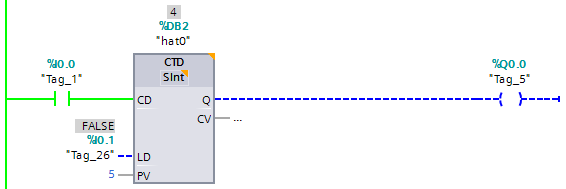 4
%DB2
"hat0"
%I0.0
"Tag_1"
CTD
SInt
%Q0.0
"Tag_5"
CD
Q
CV
...
FALSE
%I0.1
"Tag_26"
LD
5
PV